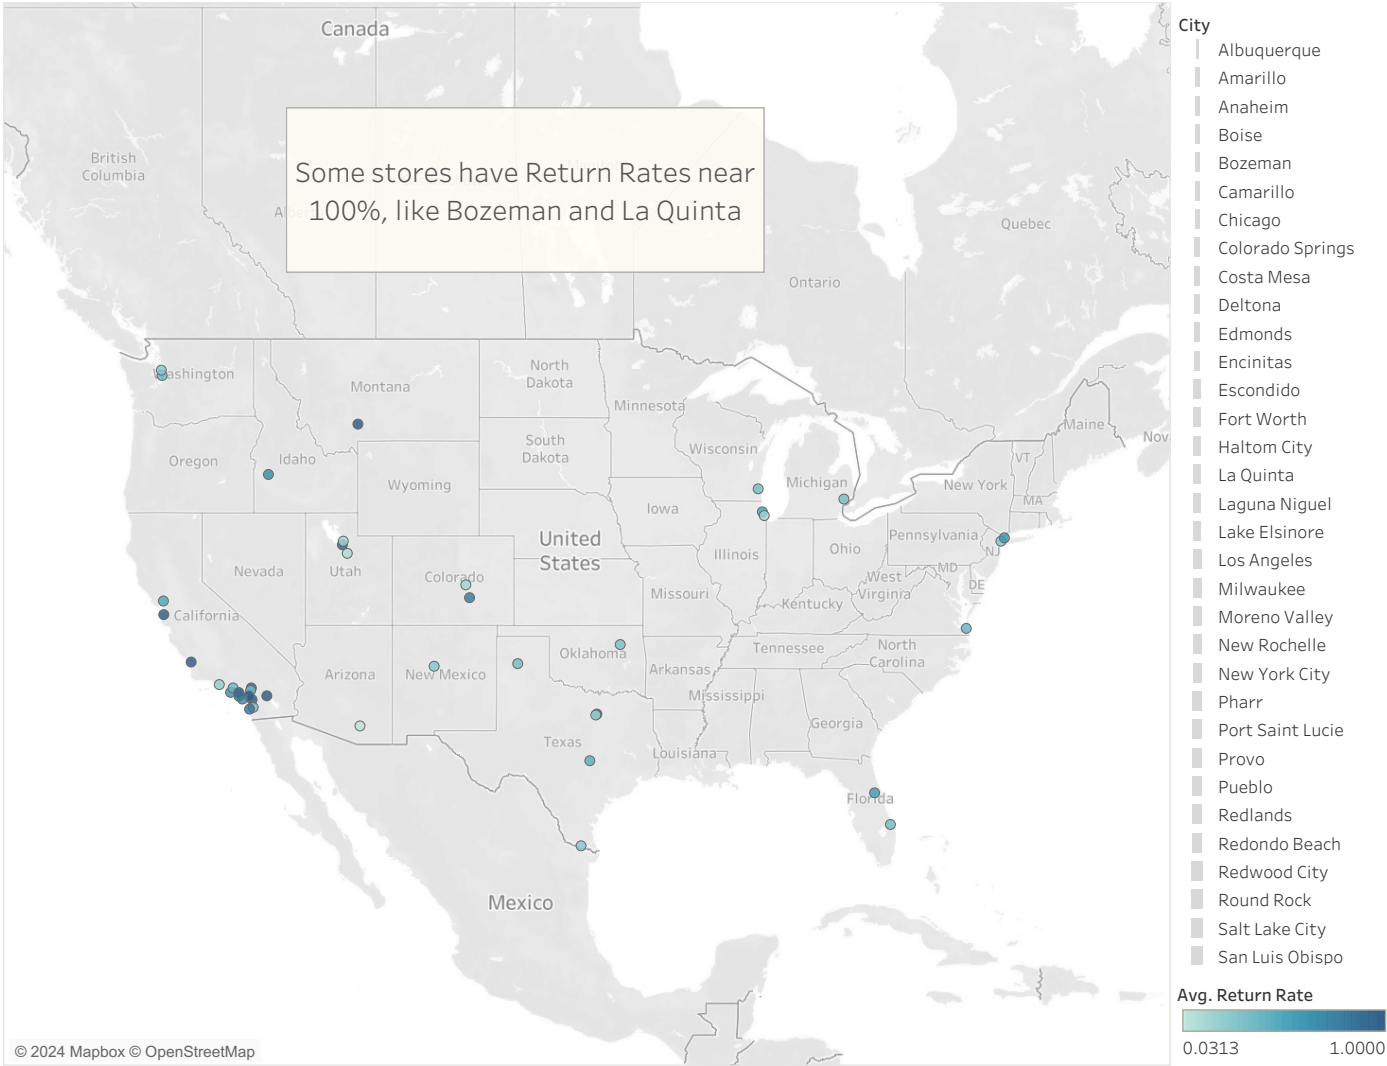 Canada
British
Columbia
Some stores have Return Rates near
100%, like Bozeman and La Quinta
Quebec
Ontario
Washington
Montana
North
Dakota
Minnesota
Maine
Nov
Oregon
Idaho
South
Dakota
Wisconsin
Michigan
VT
New York
MA
Wyoming
Iowa
United
States
Pennsylvania
NJ
Nevada
Utah
Colorado
Illinois
Ohio
West
Virginia
MD
DE
California
Missouri
Kentucky
Arizona
New Mexico
Oklahoma
Arkansas
Tennessee
North
Carolina
Mississippi
Georgia
Texas
Louisiana
Florida
Mexico
© 2024 Mapbox © OpenStreetMap
City
Albuquerque
Amarillo
Anaheim
Boise
Bozeman
Camarillo
Chicago
Colorado Springs
Costa Mesa
Deltona
Edmonds
Encinitas
Escondido
Fort Worth
Haltom City
La Quinta
Laguna Niguel
Lake Elsinore
Los Angeles
Milwaukee
Moreno Valley
New Rochelle
New York City
Pharr
Port Saint Lucie
Provo
Pueblo
Redlands
Redondo Beach
Redwood City
Round Rock
Salt Lake City
San Luis Obispo
Avg. Return Rate
0.0313
1.0000